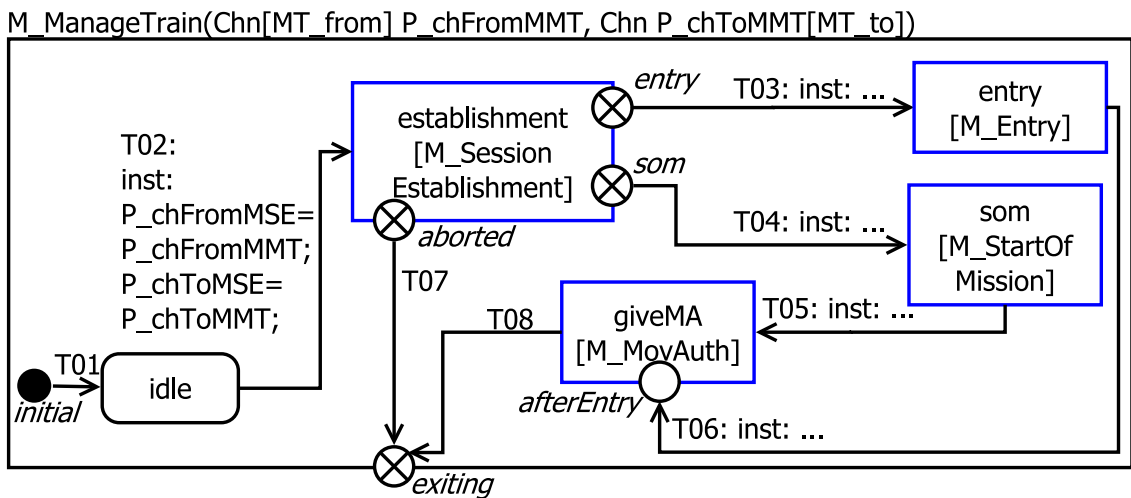 M_ManageTrain(Chn[MT_from] P_chFromMMT, Chn P_chToMMT[MT_to])
entry
T03: inst: ...
entry
[M_Entry]
establishment
[M_Session
Establishment]
T02:
inst:
P_chFromMSE=
P_chFromMMT;
P_chToMSE=
P_chToMMT;
som
T04: inst: ...
som
[M_StartOf
Mission]
aborted
T07
T05: inst: ...
T08
giveMA
[M_MovAuth]
T01
idle
initial
afterEntry
T06: inst: ...
exiting